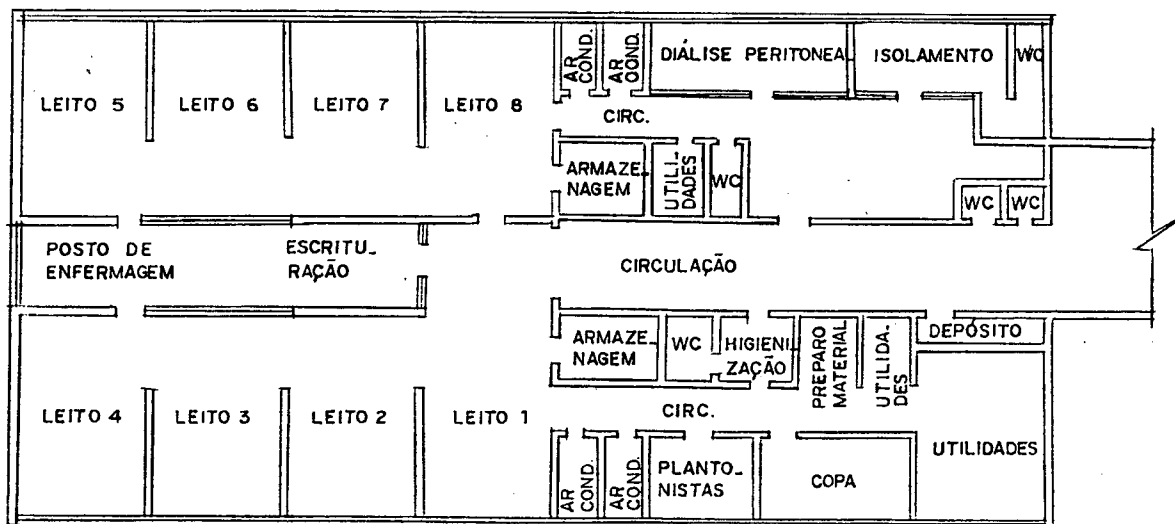 LEITO 5
LEITO 6
LEITO 7
LEITO 8
AR
COND.
AR
COND.
DIÁLISE PERITONEA
ISOLAMENTO
WC
CIRC.
ARMAZE_
NAGEM
UTILI_
DADES
WC
WC
WC
POSTO DE
ENFERMAGEM
ESCRITU_
RAÇÃO
CIRCULAÇÃO
ARMAZE_
NAGEM
WC
HIGIENI_
ZAÇÃO
PREPARO
MATERIAL
UTILIDA_
DES
DEPÓSITO
LEITO 4
LEITO 3
LEITO 2
LEITO 1
CIRC.
AR
COND.
AR
COND.
PLANTO_
NISTAS
COPA
UTILIDADES